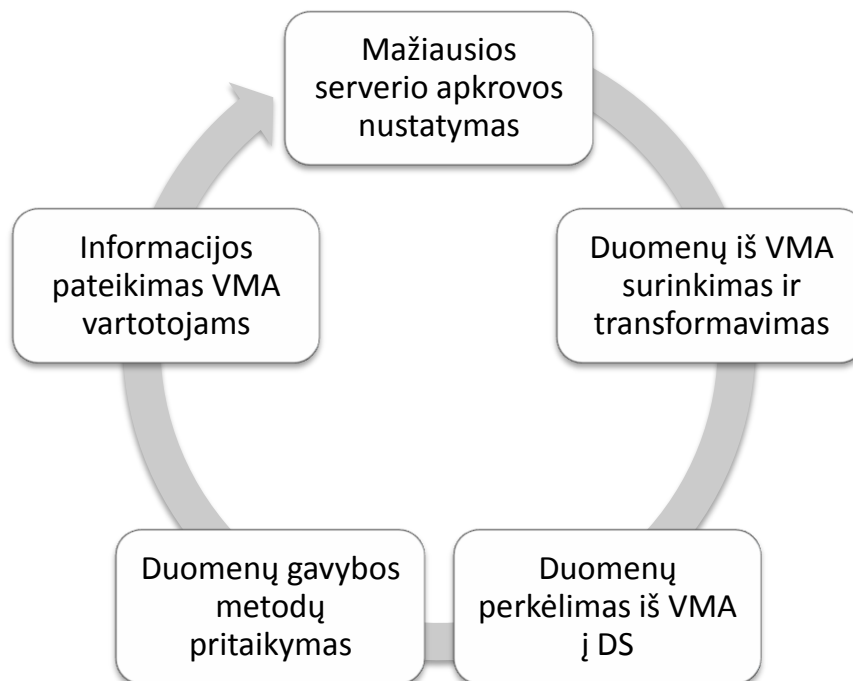 Mažiausios
serverio apkrovos
nustatymas
Duomenų iš VMA
surinkimas ir
transformavimas
Duomenų
perkėlimas iš VMA
į DS
Duomenų gavybos
metodų
pritaikymas
Informacijos
pateikimas VMA
vartotojams